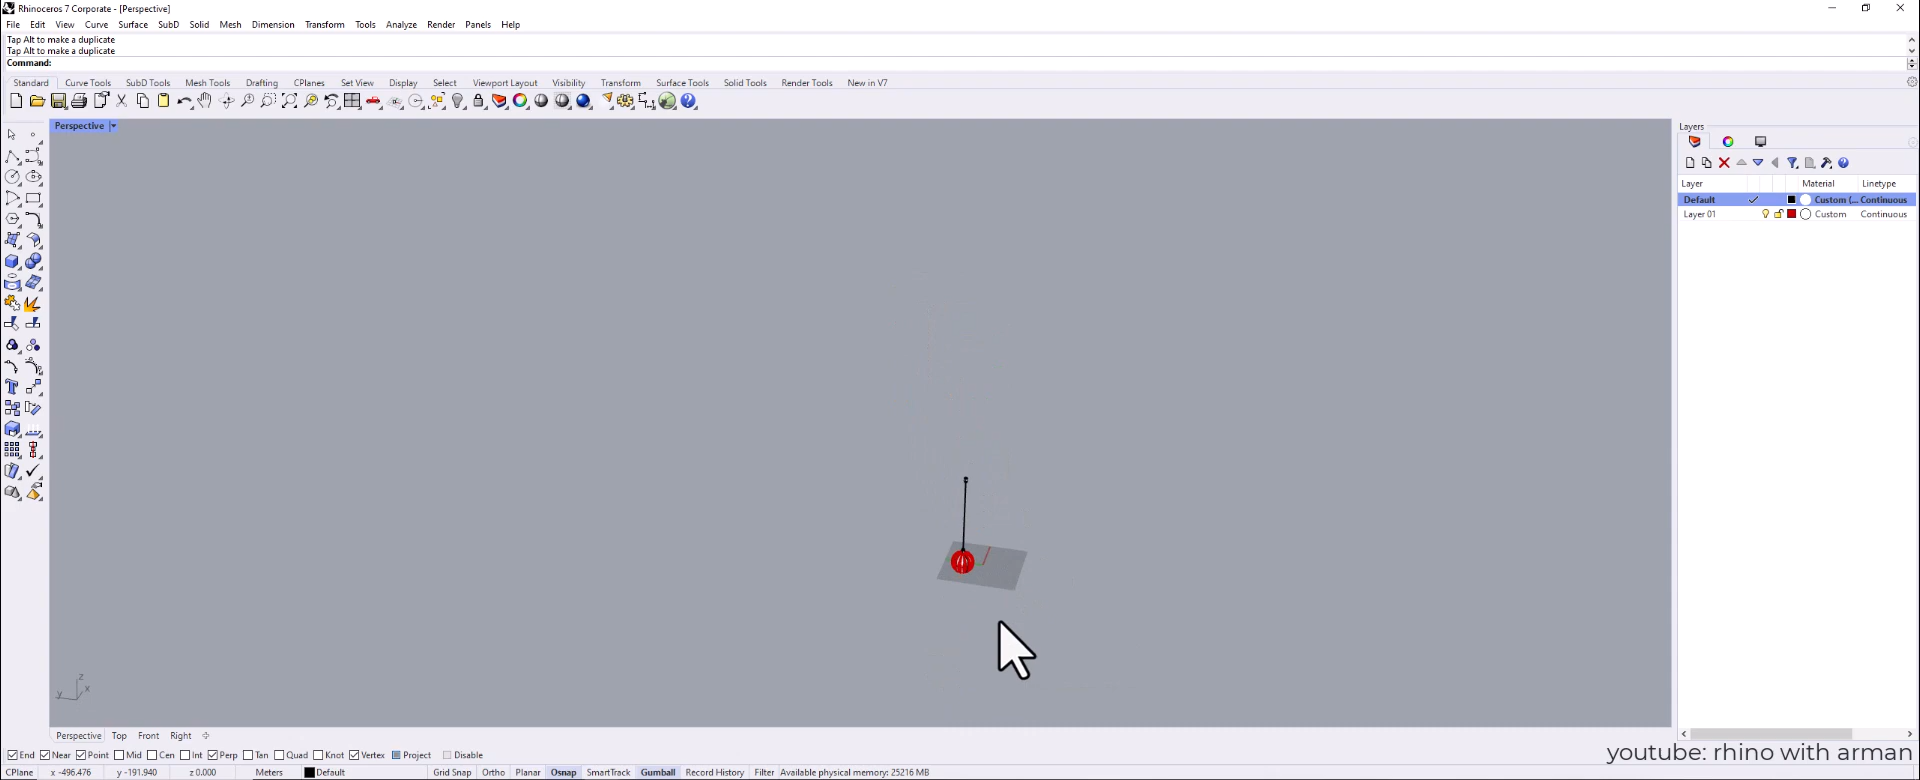 Rhinoceros 7 Corporate - [Perspective]
File Edit View Curve Surface SubD Solid Mesh Dimension Transform Tools Analyze Render Panels Help
Tap Alt to make a duplicate
Tap Alt to make a duplicate
Command:
Standard Curve Tools SubD Tools Mesh Tools Drafting CPlanes Set View Display Select Viewport Layout Visibility Transform Surface Tools Solid Tools Render Tools New in V7
Perspective
Layers
Layer Material Linetype
Default Custom (... Continuous
Layer 01 Custom Continuous
z
y x
Perspective Top Front Right
End Near Point Mid Cen Int Perp Tan Quad Knot Vertex Project Disable
youtube: rhino with arman
CPlane x -496.476 y -191.940 z 0.000 Meters Default Grid Snap Ortho Planar Osnap SmartTrack Gumball Record History Filter Available physical memory: 25216 MB